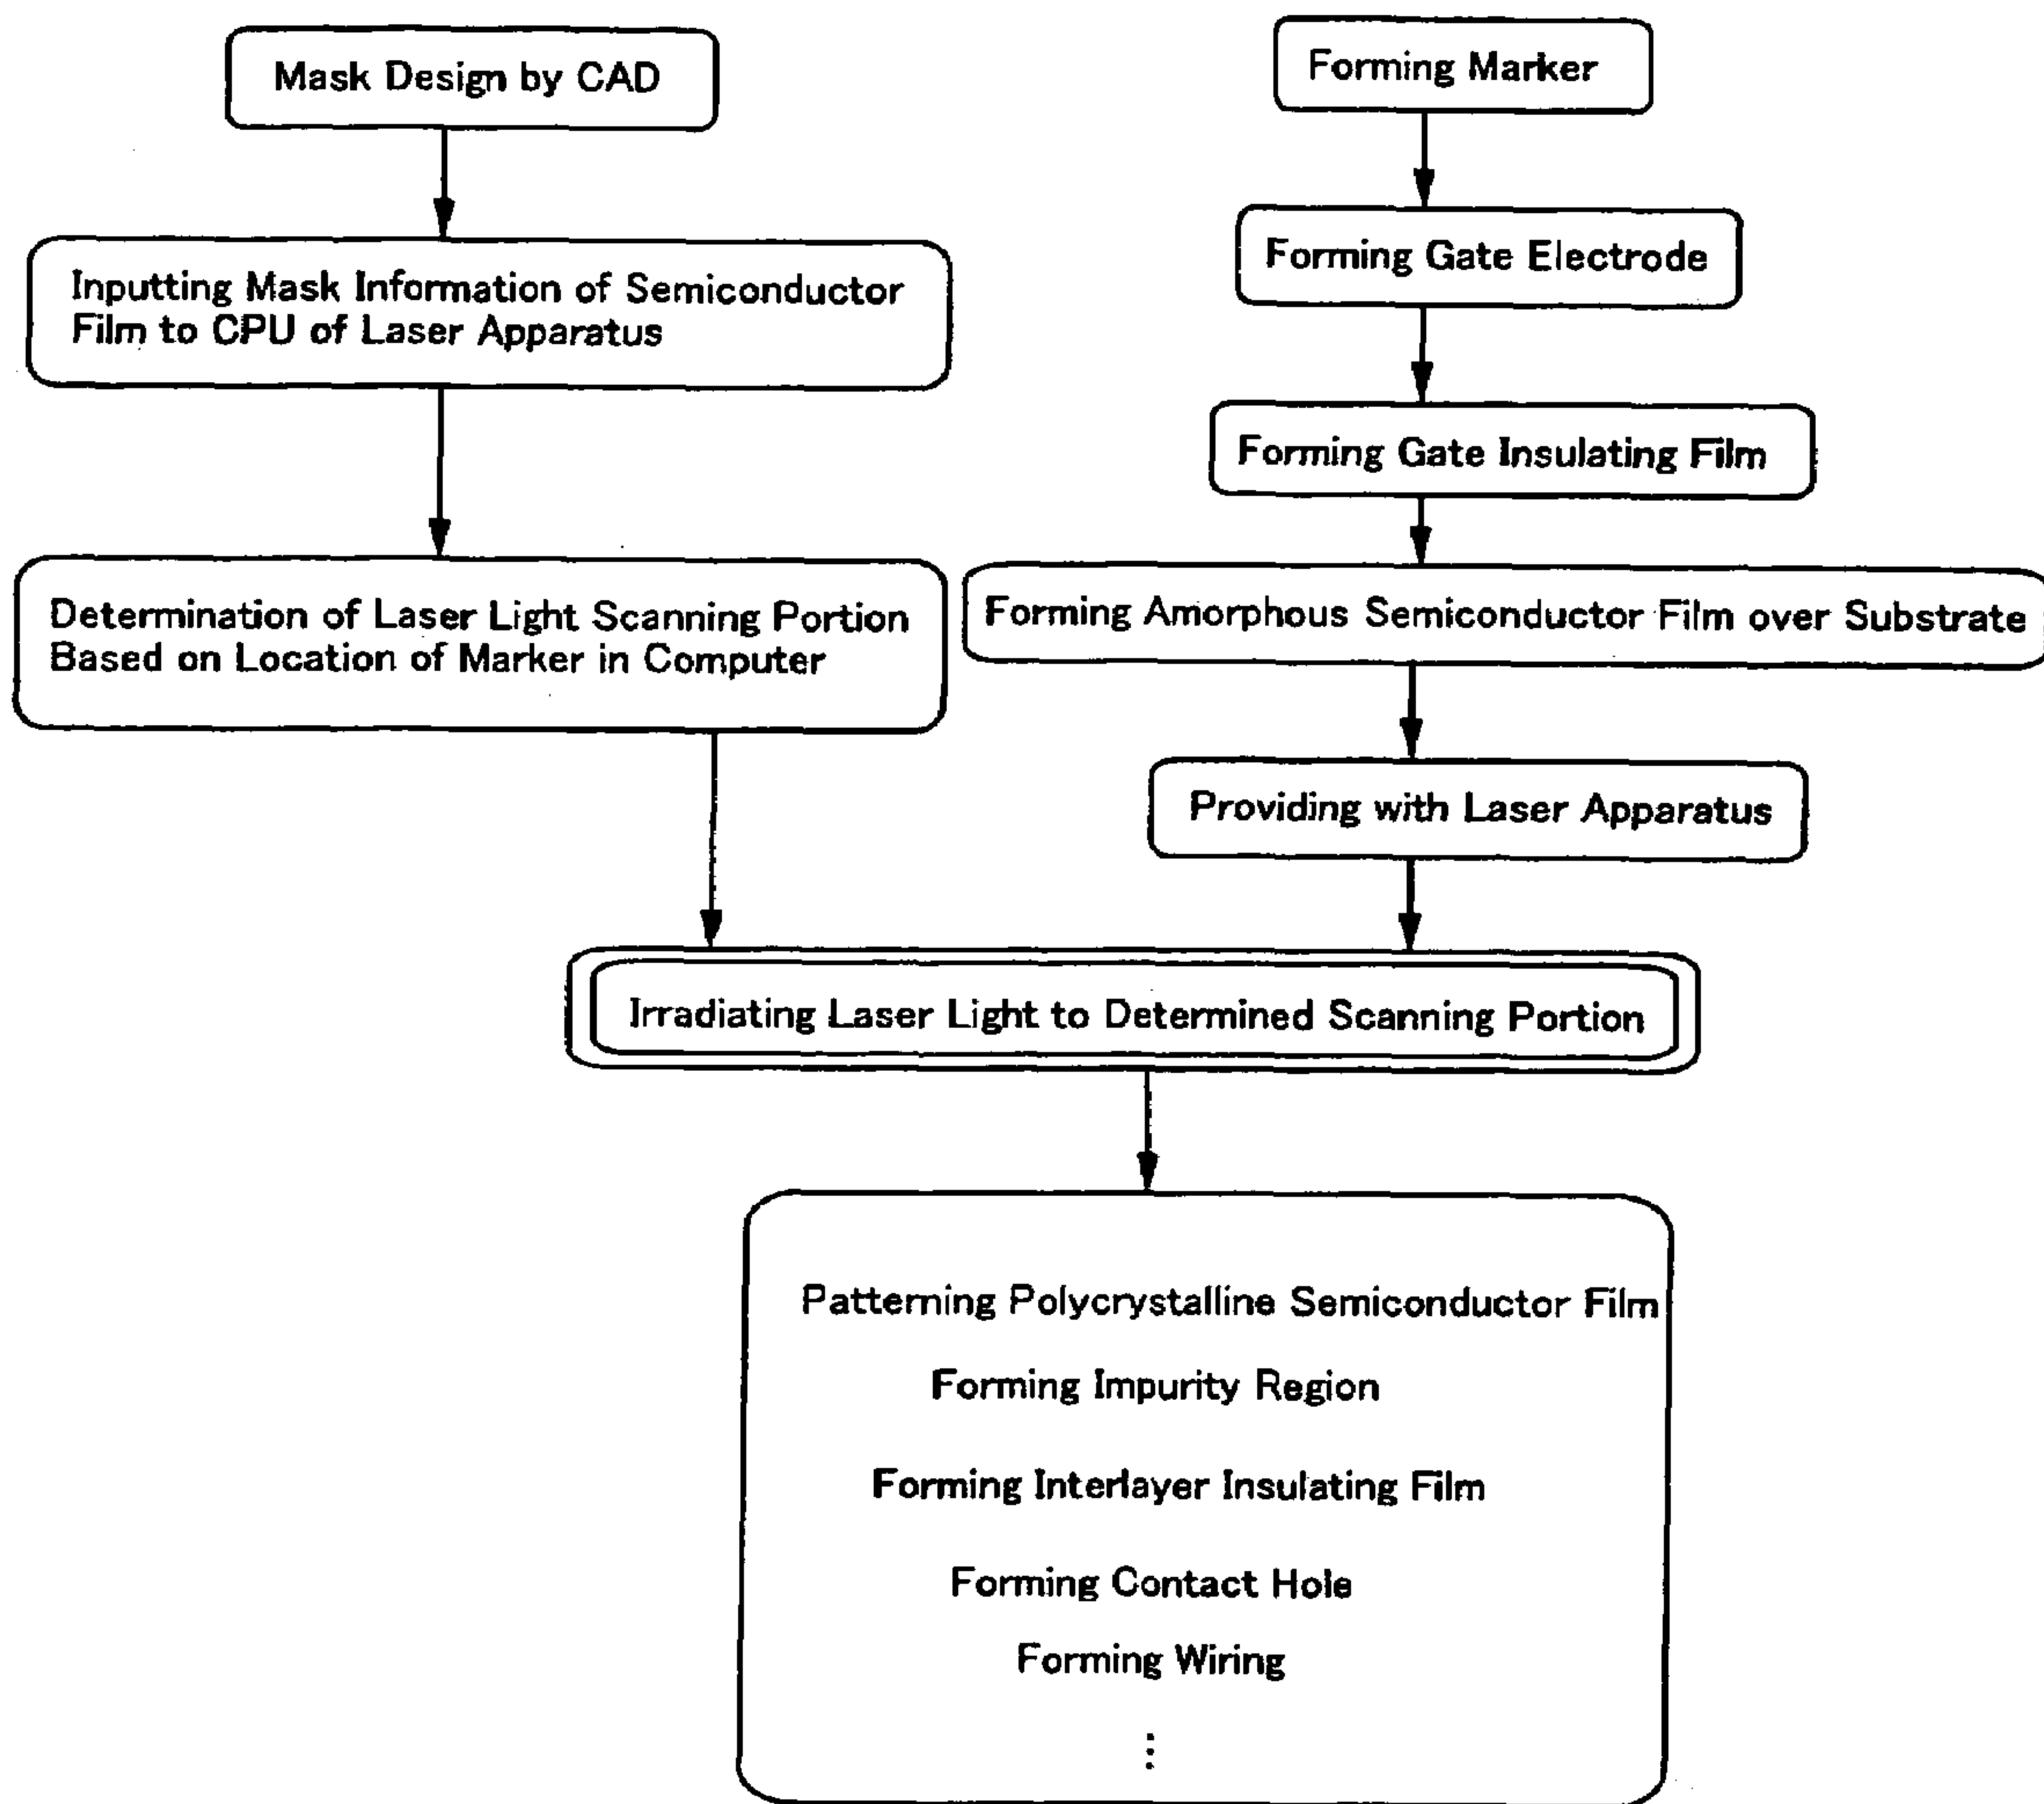 Mask Design by CAD
Inputting Mask Information of Semiconductor
Film to CPU of Laser Apparatus
Determination of Laser Light Scanning Portion
Based on Location of Marker in Computer
Forming Marker
Forming Gate Electrode
Forming Gate Insulating Film
Forming Amorphous Semiconductor Film over Substrate
Providing with Laser Apparatus
Irradiating Laser Light to Determined Scanning Portion
Patterning Polycrystalline Semiconductor Film
Forming Impurity Region
Forming Interlayer Insulating Film
Forming Contact Hole
Forming Wiring
⋮